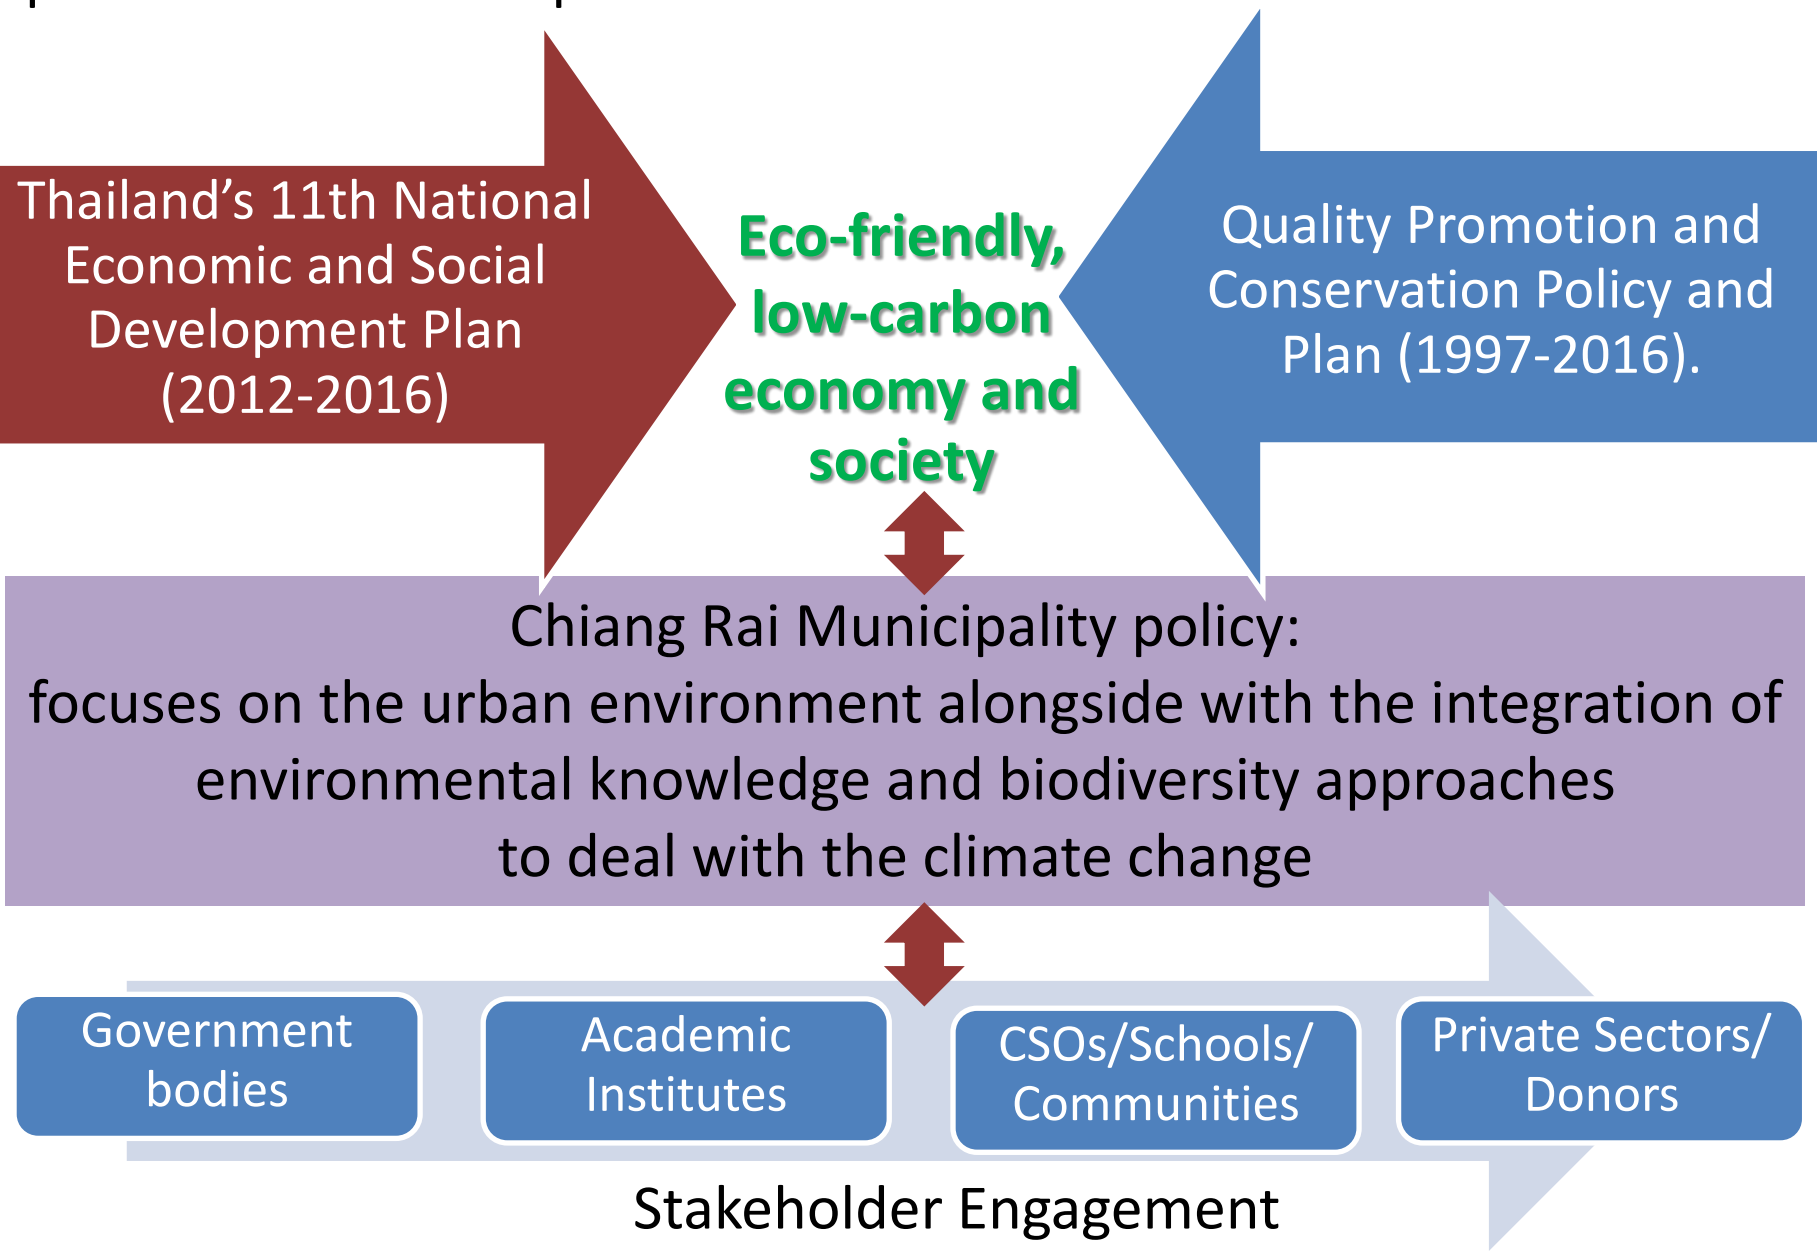 Thailand’s 11th National
Economic and Social
Development Plan
(2012-2016)
Eco-friendly,
low-carbon
economy and
society
Quality Promotion and
Conservation Policy and
Plan (1997-2016).
Chiang Rai Municipality policy:
focuses on the urban environment alongside with the integration of
environmental knowledge and biodiversity approaches
to deal with the climate change
Government
bodies
Academic
Institutes
CSOs/Schools/
Communities
Private Sectors/
Donors
Stakeholder Engagement